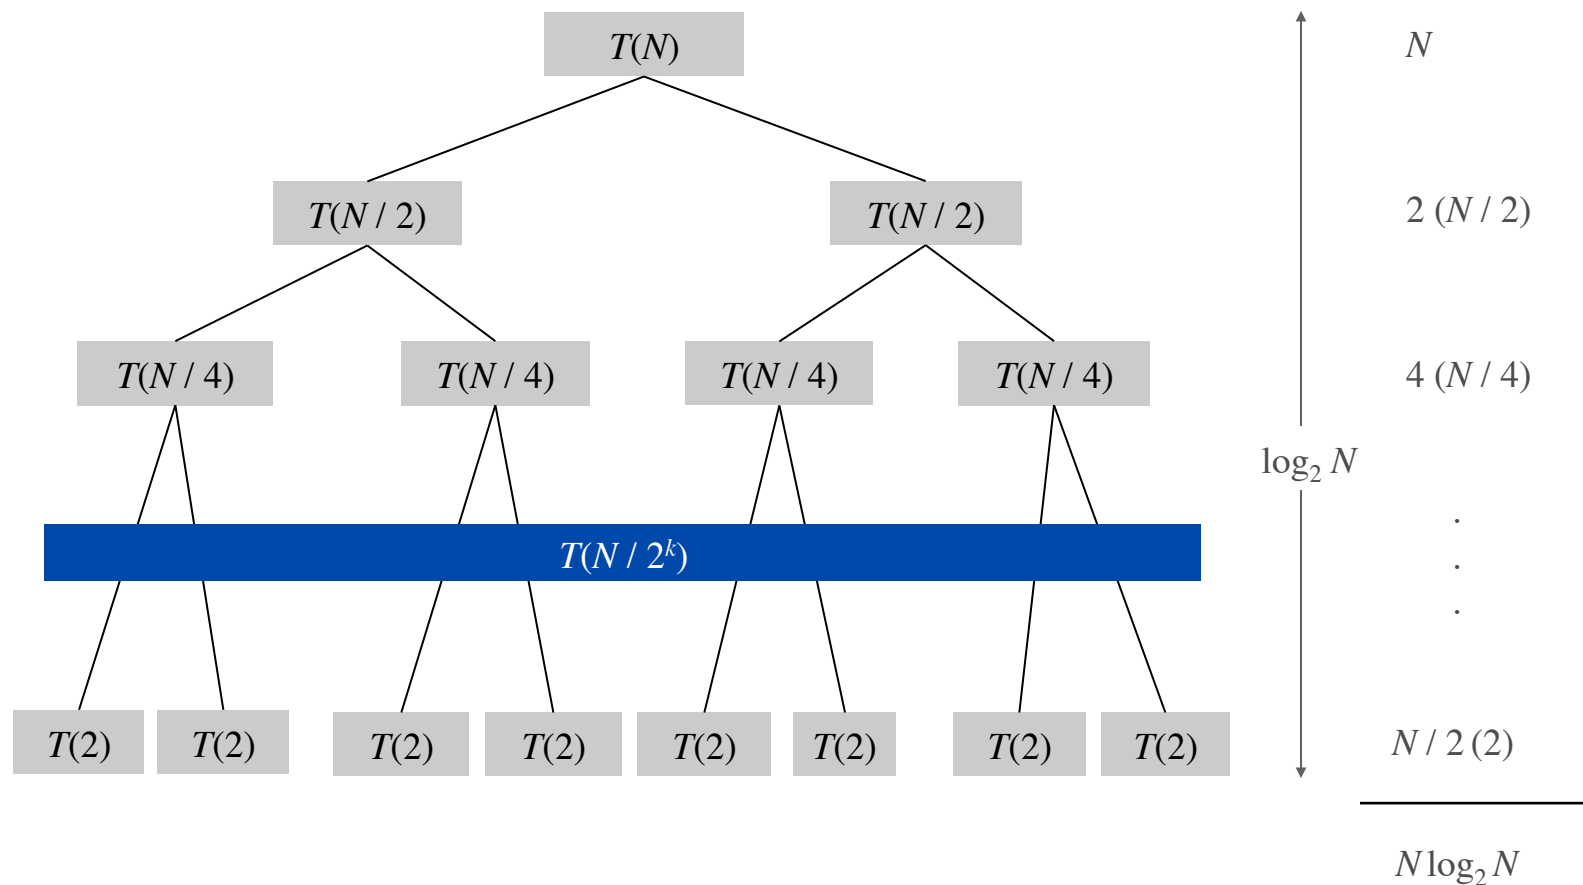 T(N) N
T(N / 2) T(N / 2) 2 (N / 2)
T(N / 4) T(N / 4) T(N / 4) T(N / 4) 4 (N / 4)
log₂ N
.
T(N / 2ᵏ)
.
.
T(2) T(2) T(2) T(2) T(2) T(2) T(2) T(2) N / 2 (2)
N log₂ N